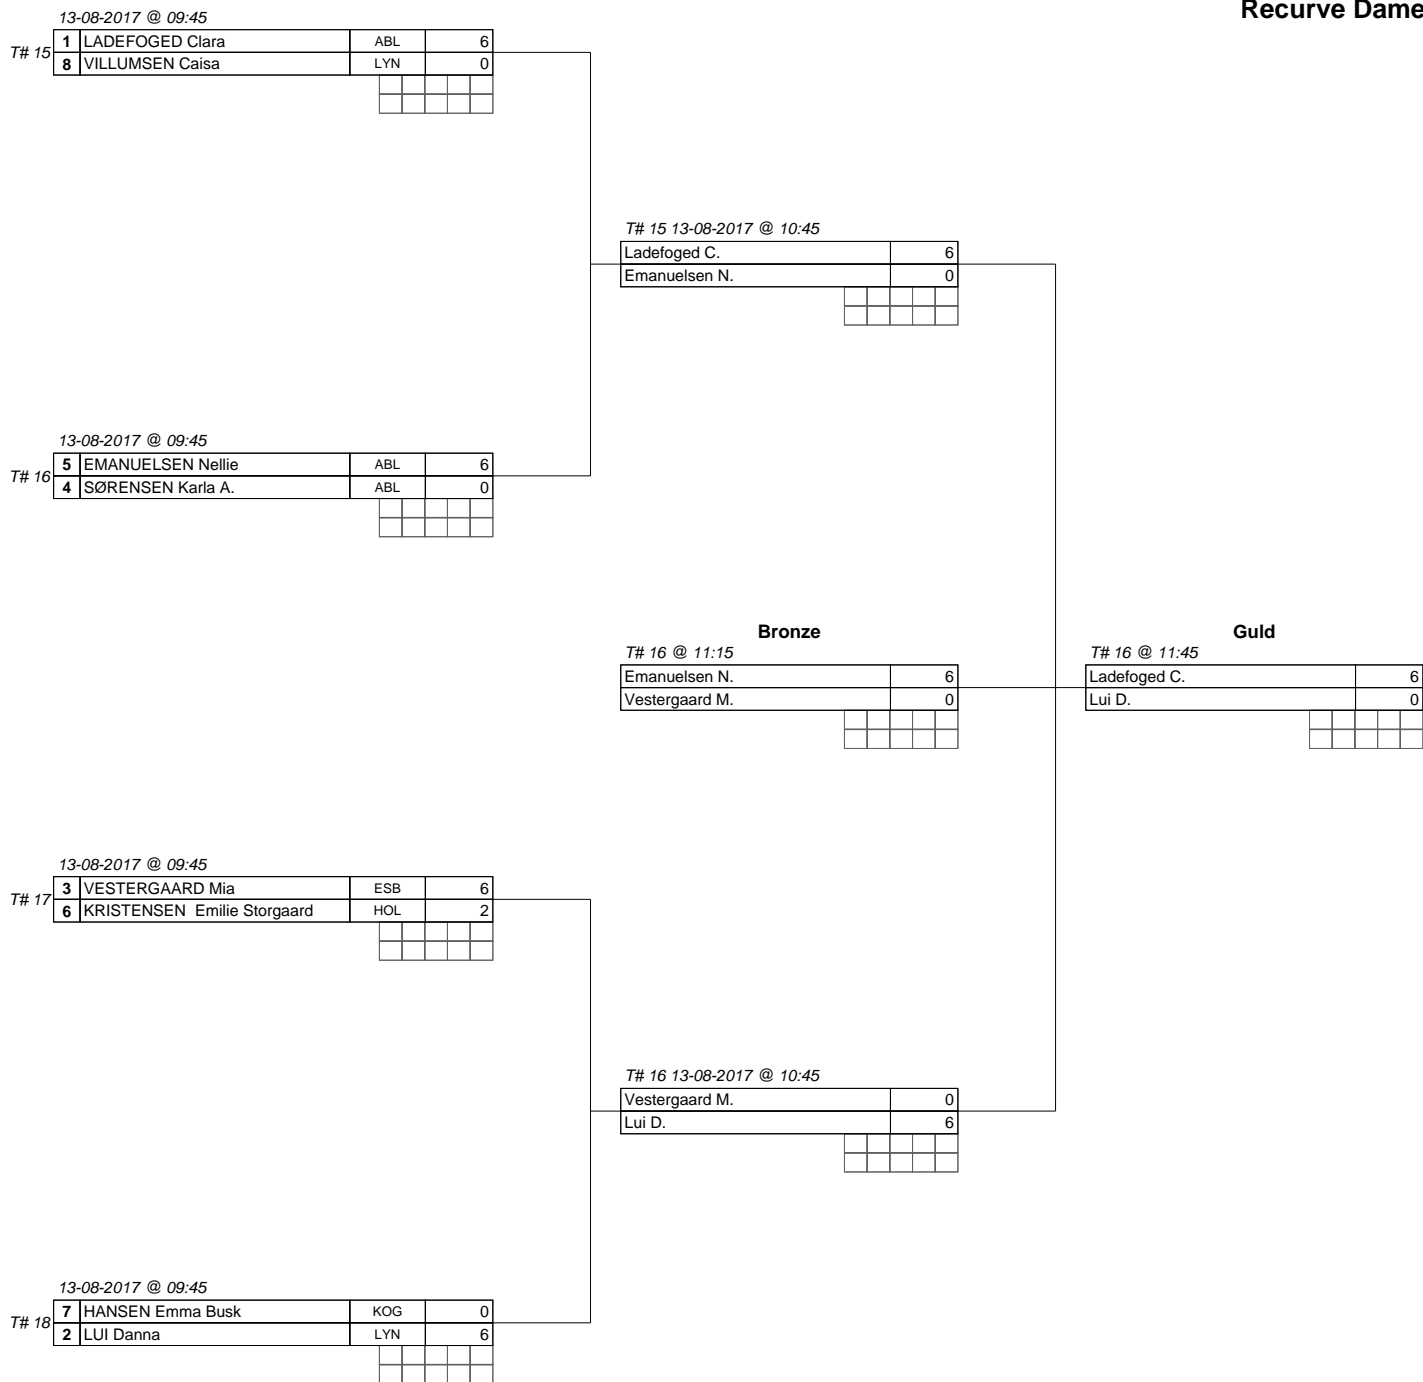 Recurve Dame
13-08-2017 @ 09:45
T# 15
1 LADEFOGED Clara ABL 6
8 VILLUMSEN Caisa LYN 0
T# 15 13-08-2017 @ 10:45
Ladefoged C. 6
Emanuelsen N. 0
13-08-2017 @ 09:45
T# 16
5 EMANUELSEN Nellie ABL 6
4 SØRENSEN Karla A. ABL 0
Bronze
T# 16 @ 11:15
Emanuelsen N. 6
Vestergaard M. 0
Guld
T# 16 @ 11:45
Ladefoged C. 6
Lui D. 0
13-08-2017 @ 09:45
T# 17
3 VESTERGAARD Mia ESB 6
6 KRISTENSEN Emilie Storgaard HOL 2
T# 16 13-08-2017 @ 10:45
Vestergaard M. 0
Lui D. 6
13-08-2017 @ 09:45
T# 18
7 HANSEN Emma Busk KOG 0
2 LUI Danna LYN 6